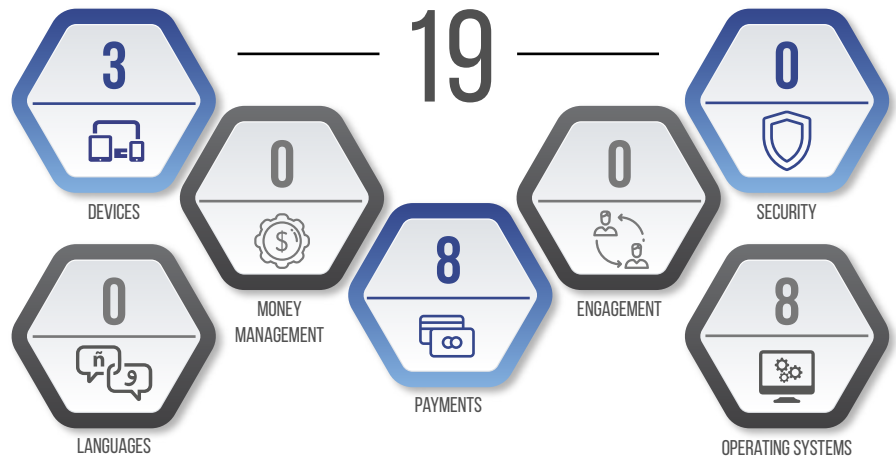 19
3
DEVICES
0
SECURITY
0
MONEY
MANAGEMENT
0
ENGAGEMENT
8
PAYMENTS
0
ñ
و
LANGUAGES
8
OPERATING SYSTEMS
$